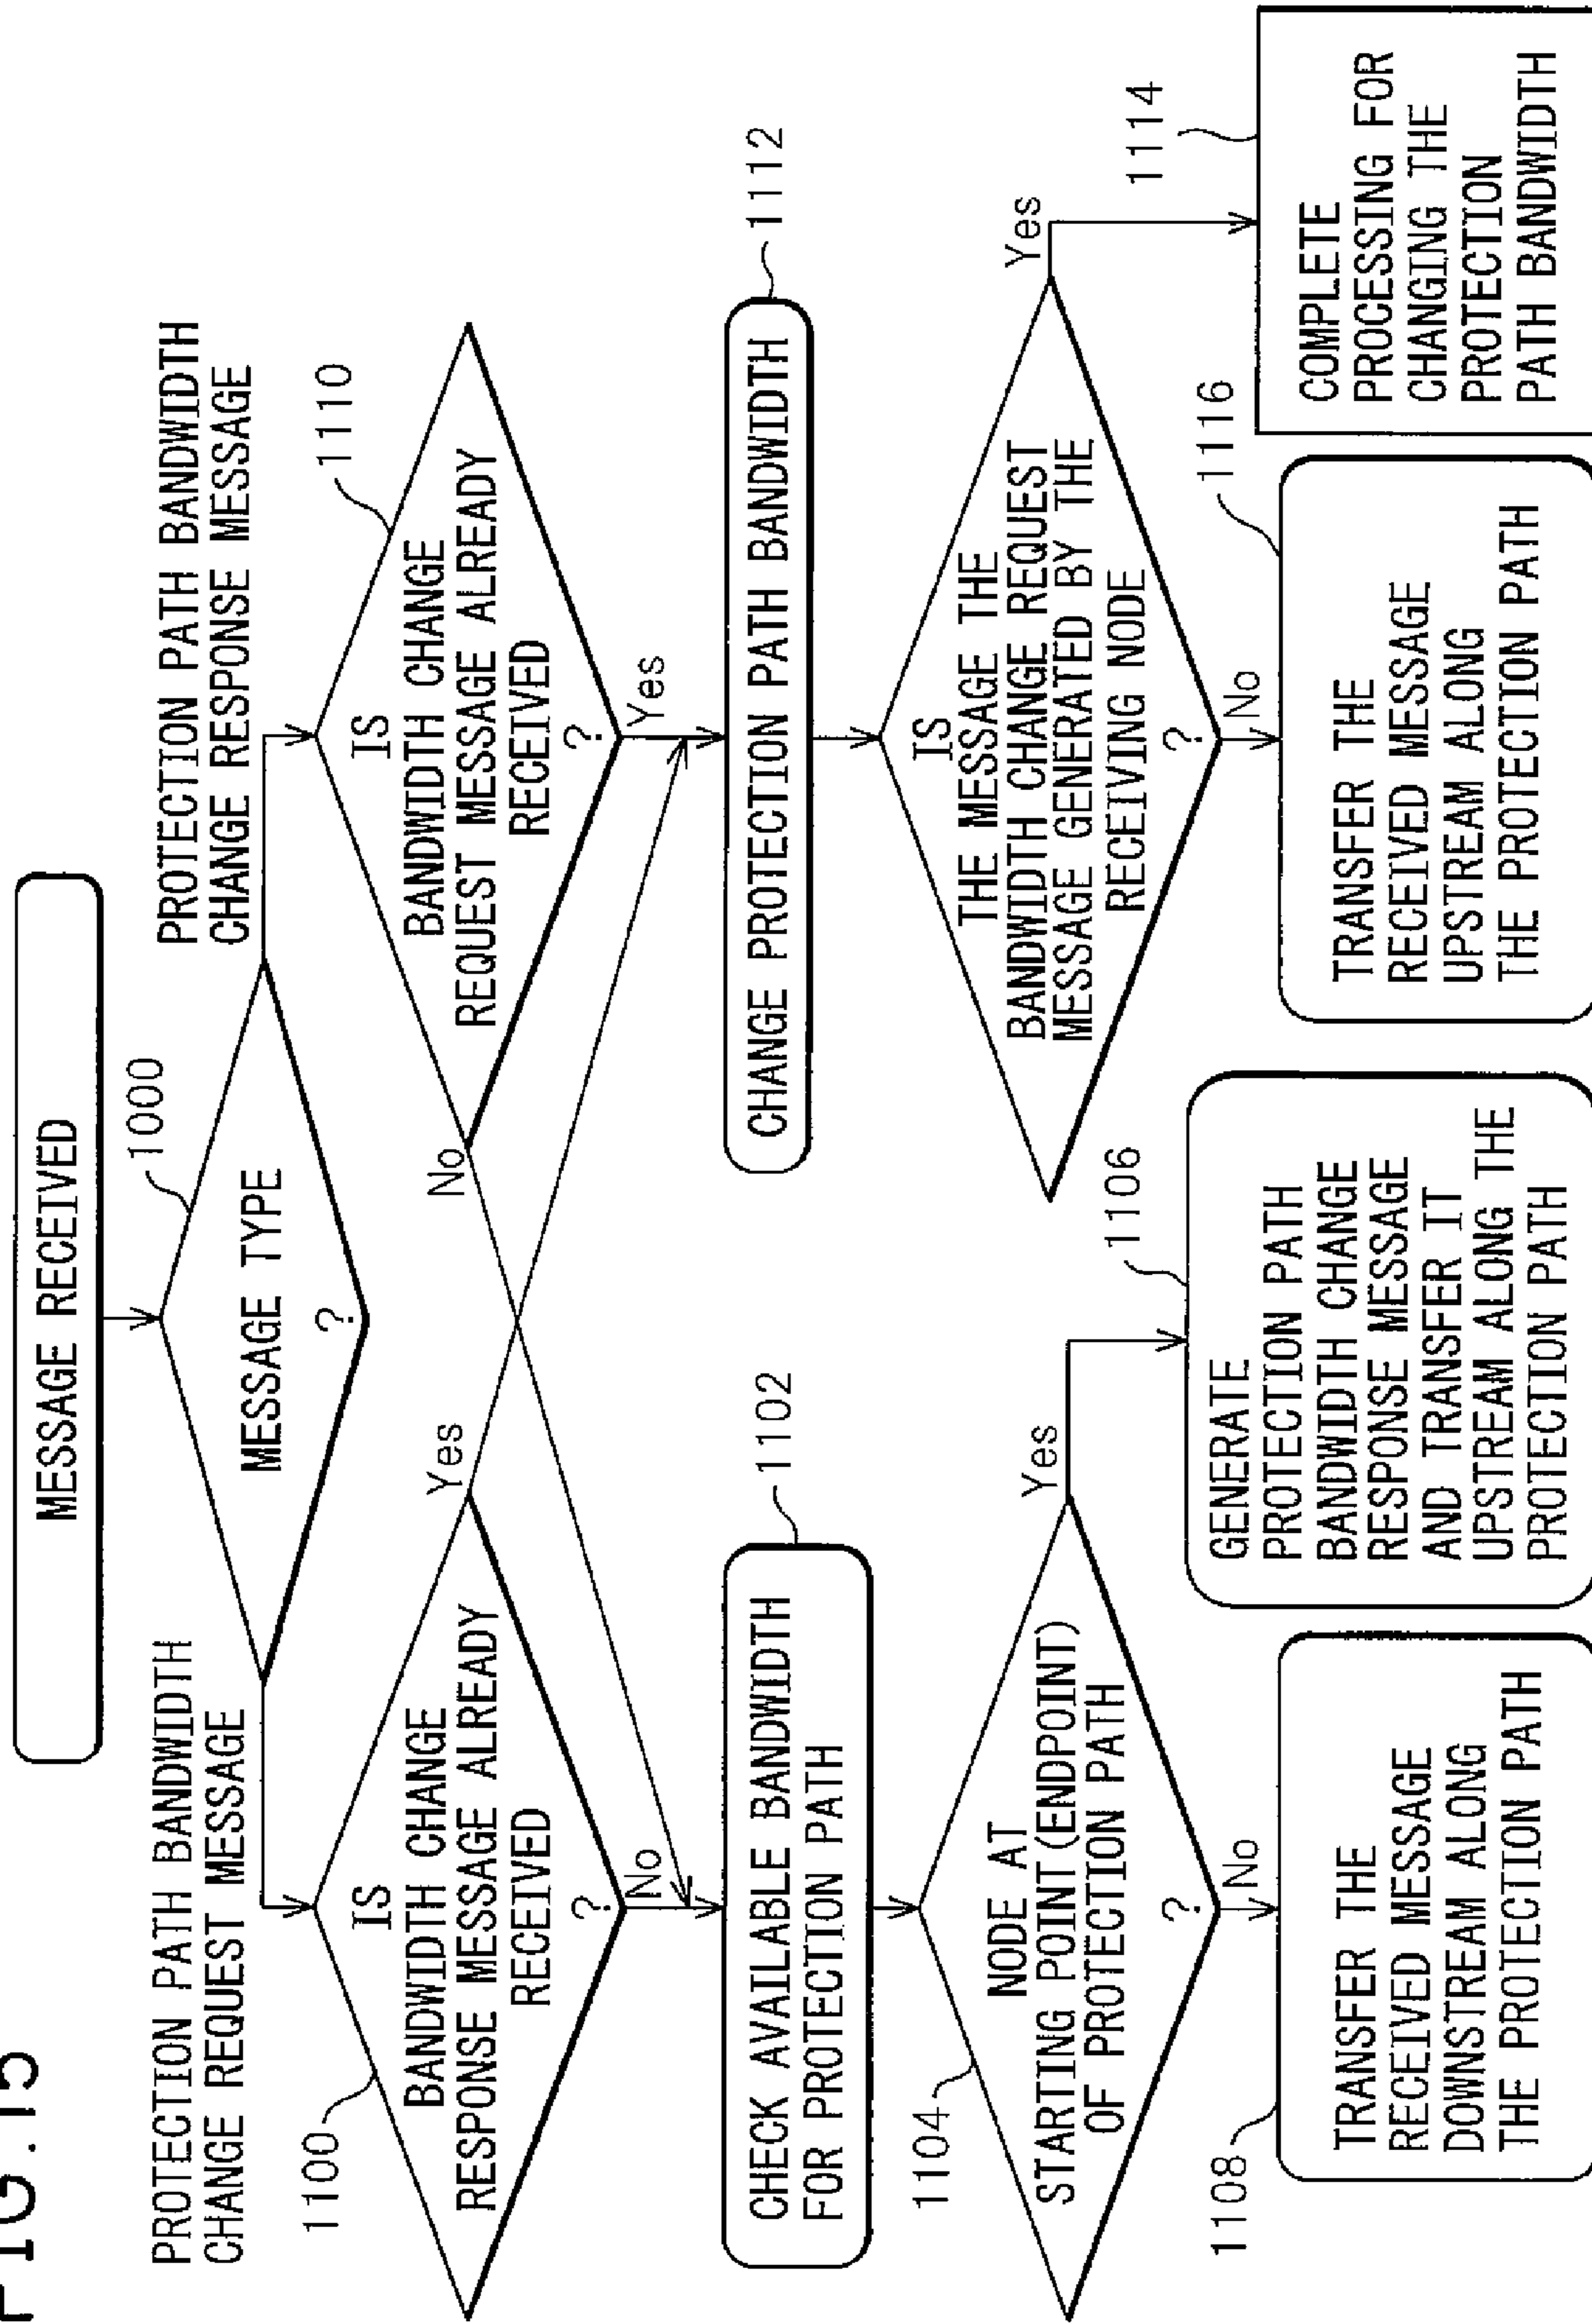 FIG.15
MESSAGE RECEIVED
1000
MESSAGE TYPE
?
PROTECTION PATH BANDWIDTH
CHANGE REQUEST MESSAGE
PROTECTION PATH BANDWIDTH
CHANGE RESPONSE MESSAGE
1100
IS
BANDWIDTH CHANGE
RESPONSE MESSAGE ALREADY
RECEIVED
?
Yes
No
1110
IS
BANDWIDTH CHANGE
REQUEST MESSAGE ALREADY
RECEIVED
?
No
Yes
1102
CHECK AVAILABLE BANDWIDTH
FOR PROTECTION PATH
1112
CHANGE PROTECTION PATH BANDWIDTH
1104
NODE AT
STARTING POINT(ENDPOINT)
OF PROTECTION PATH
?
Yes
No
IS
THE MESSAGE THE
BANDWIDTH CHANGE REQUEST
MESSAGE GENERATED BY THE
RECEIVING NODE
?
Yes
No
1108
TRANSFER THE
RECEIVED MESSAGE
DOWNSTREAM ALONG
THE PROTECTION PATH
1106
GENERATE
PROTECTION PATH
BANDWIDTH CHANGE
RESPONSE MESSAGE
AND TRANSFER IT
UPSTREAM ALONG THE
PROTECTION PATH
1116
TRANSFER THE
RECEIVED MESSAGE
UPSTREAM ALONG
THE PROTECTION PATH
1114
COMPLETE
PROCESSING FOR
CHANGING THE
PROTECTION
PATH BANDWIDTH